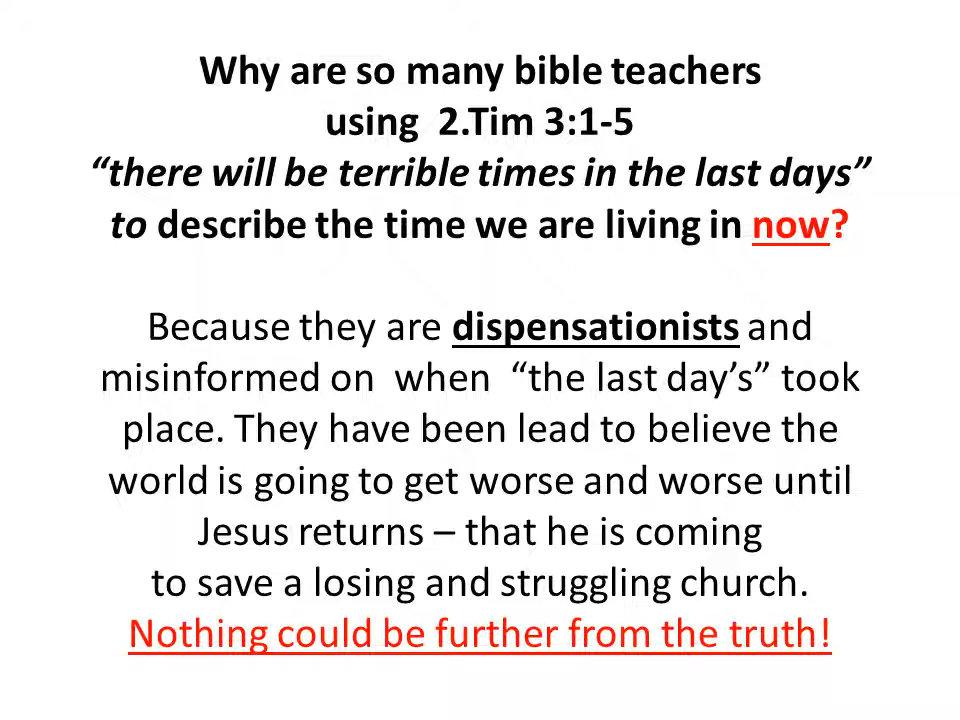 Why are so many bible teachers
using  2.Tim 3:1-5
“there will be terrible times in the last days”
to describe the time we are living in now?
Because they are dispensationists and
misinformed on  when  “the last day’s” took
place. They have been lead to believe the
world is going to get worse and worse until
Jesus returns – that he is coming
to save a losing and struggling church.
Nothing could be further from the truth!